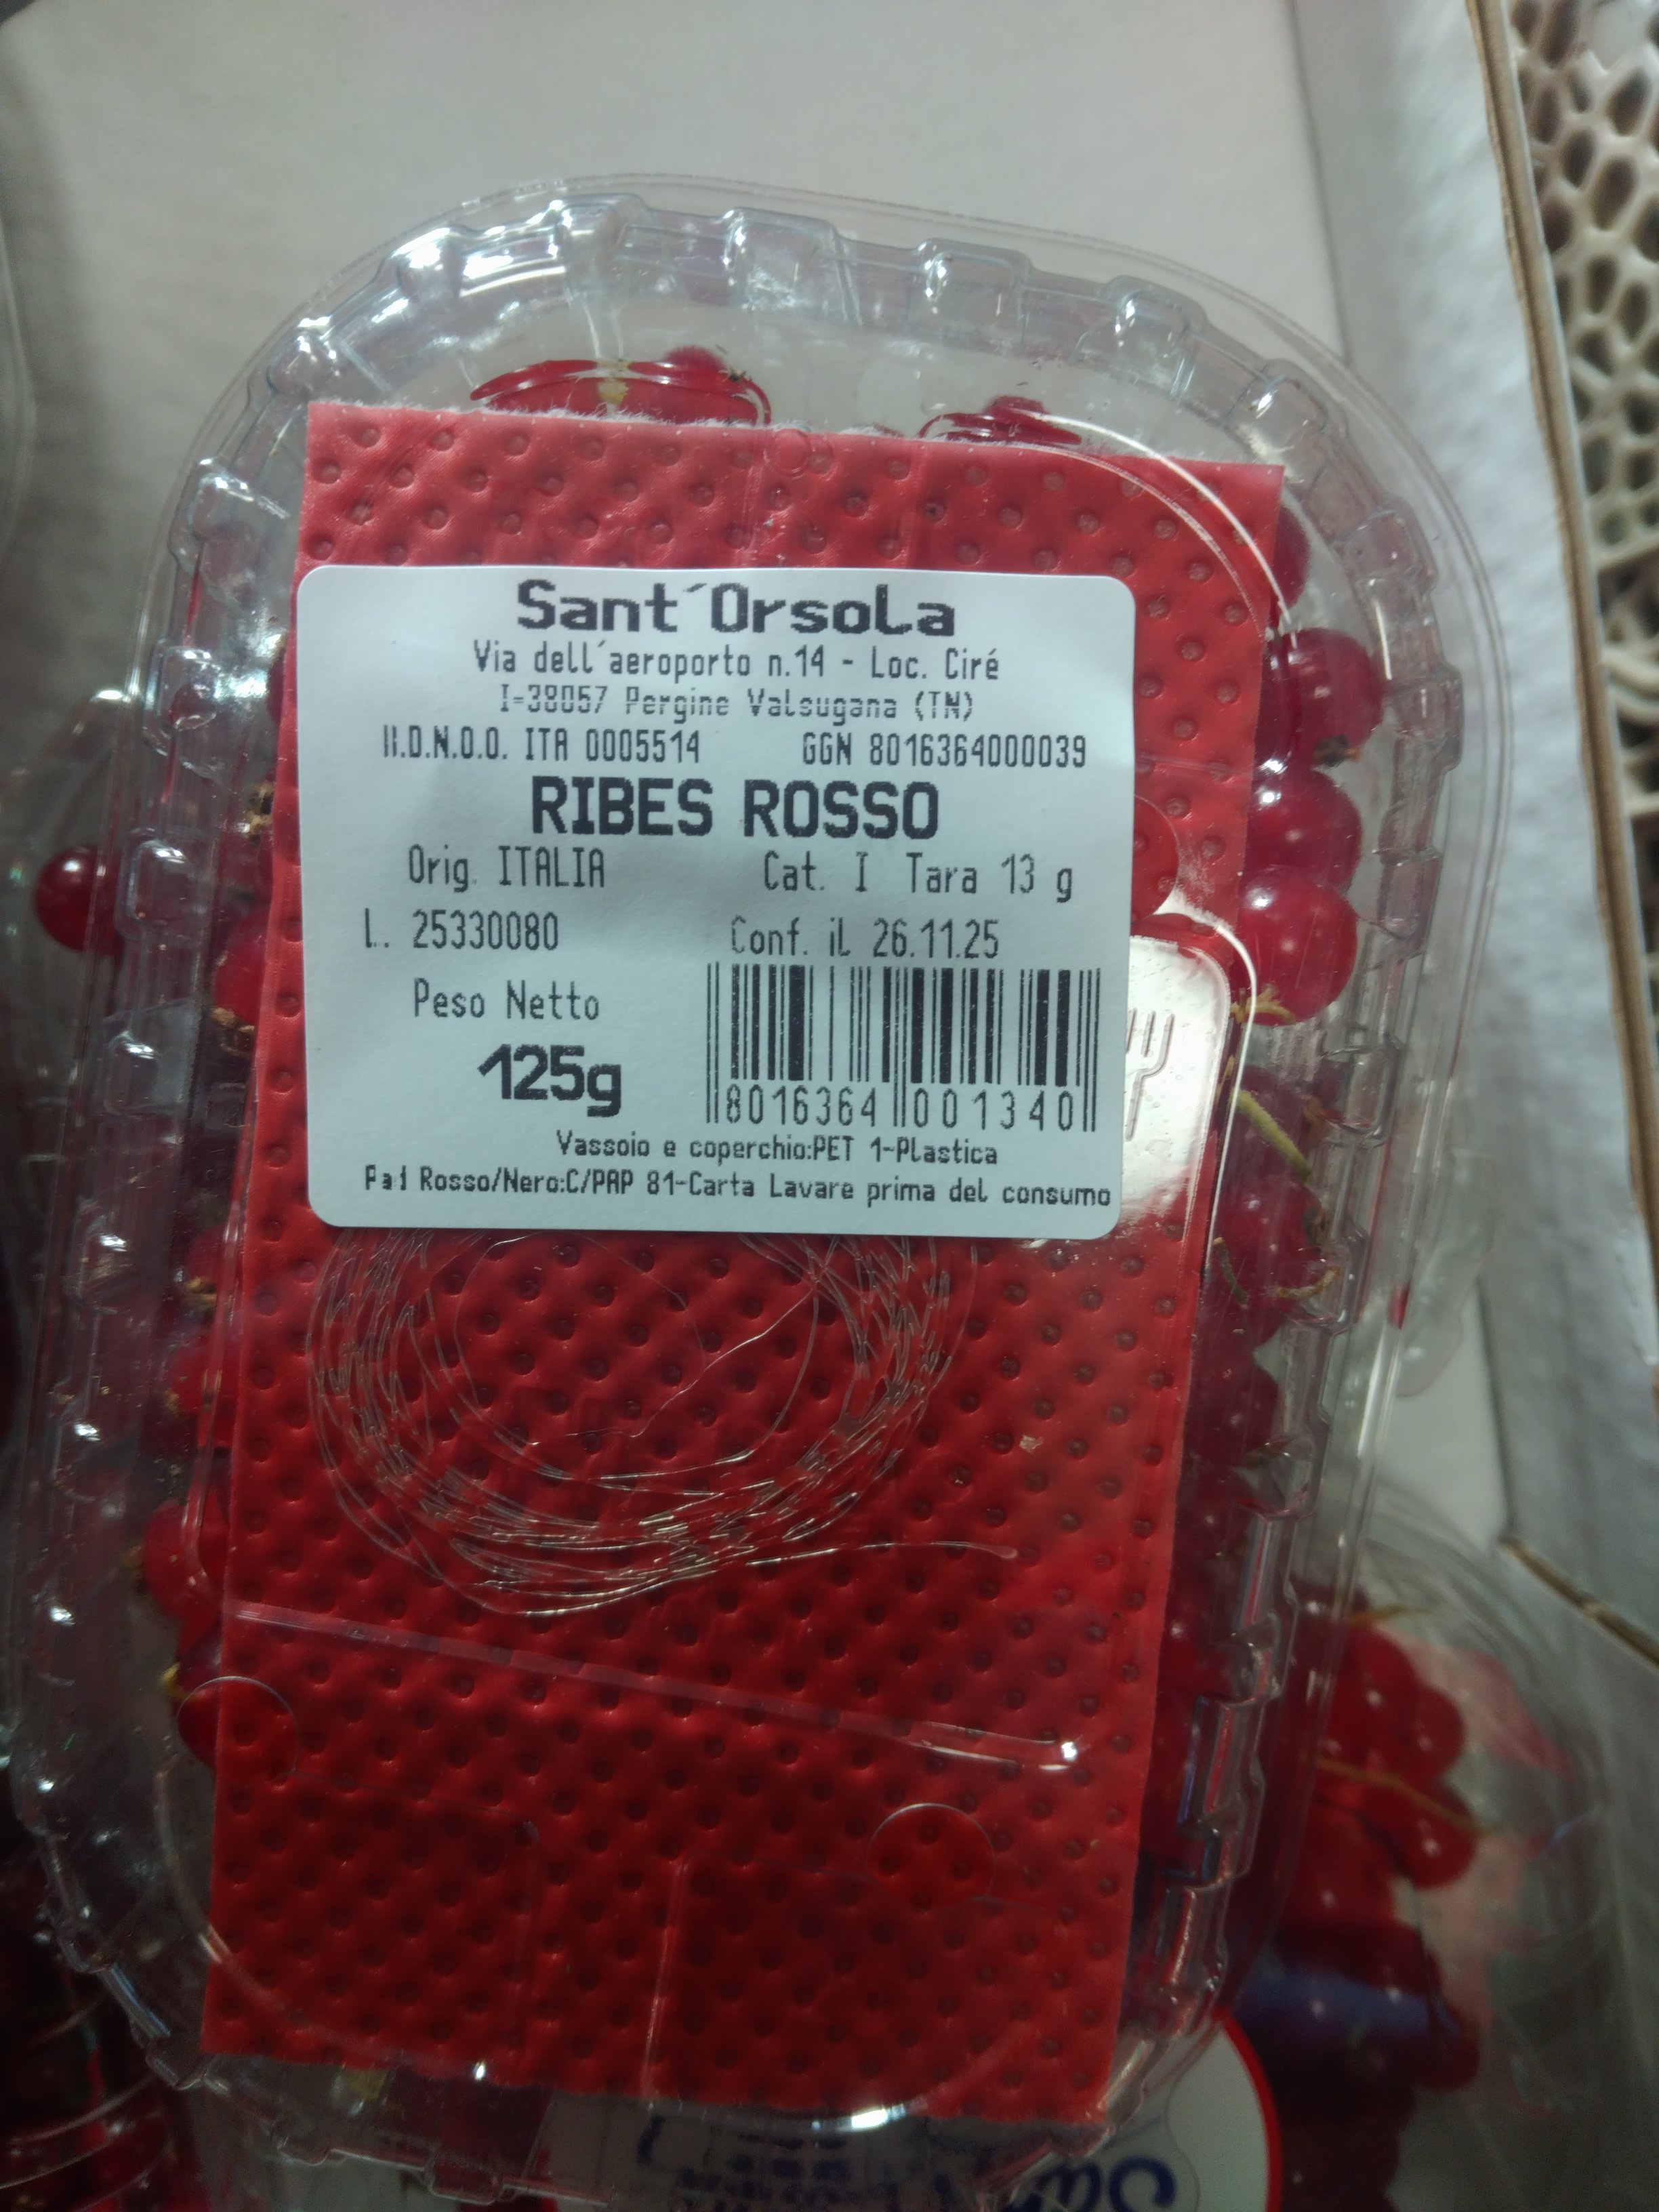 Sant´Orsola
Via dell´aeroporto n.14 - Loc. Ciré
I-38057 Pergine Valsugana (TN)
ITA 0005514 GGN 8016364000039
RIBES ROSSO
Orig. ITALIA Cat. I Tara 13 g
L. 25330080 Conf. il 26.11.25
Peso Netto
125g
8016364 001340
Vassoio e coperchio:PET 1-Plastica
Pad Rosso/Nero:C/PAP 81-Carta Lavare prima del consumo